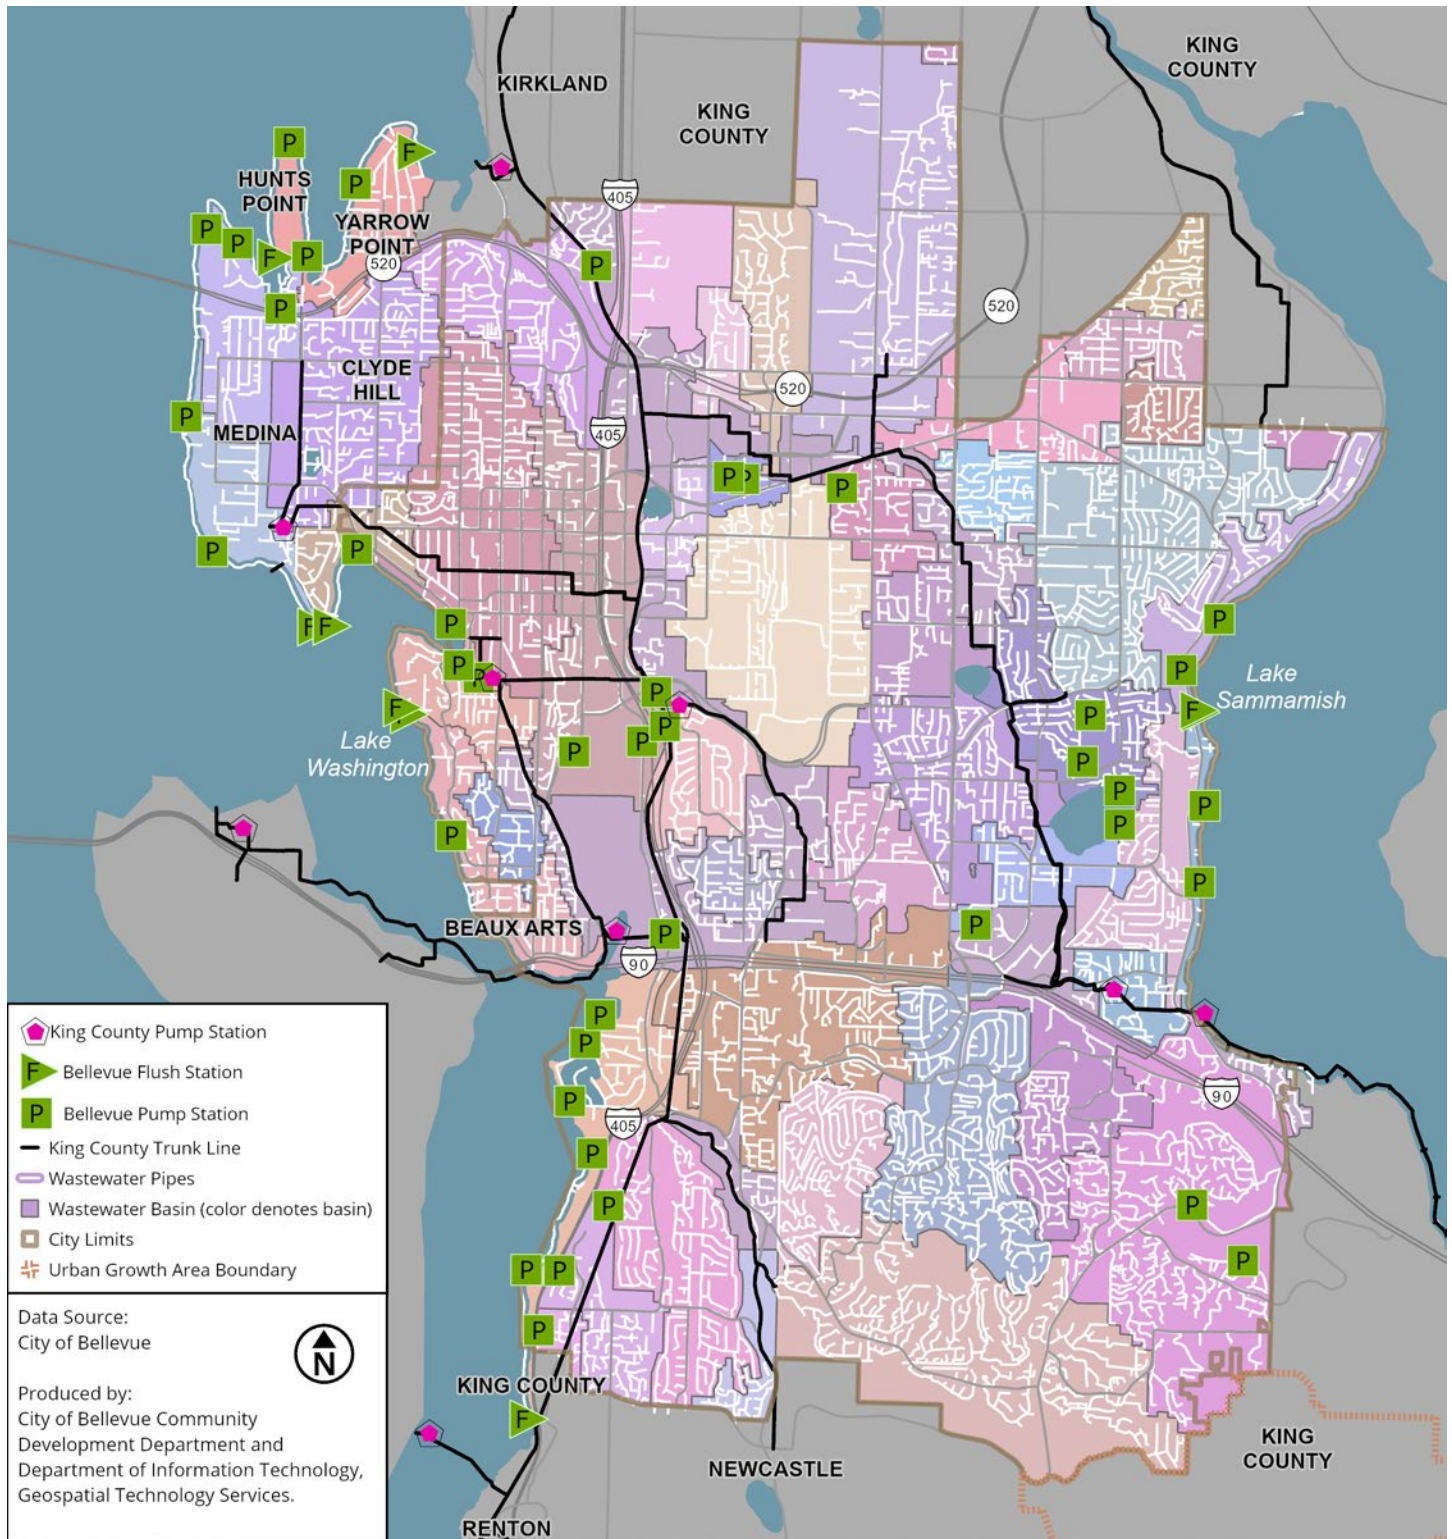 KIRKLAND
KING
COUNTY
KING
COUNTY
P
P
F
HUNTS
POINT
YARROW
POINT
405
520
P
P
F
P
P
P
520
CLYDE
HILL
520
405
P
MEDINA
P
P
P
P
P
F
F
P
P
P
P
P
F
P
P
F
P
P
P
P
Lake
Washington
Lake
Sammamish
P
P
P
P
P
P
P
P
BEAUX ARTS
P
90
P
P
P
405
P
P
90
P
P
P
P
P
KING COUNTY
F
NEWCASTLE
KING
COUNTY
RENTON
King County Pump Station
F Bellevue Flush Station
P Bellevue Pump Station
King County Trunk Line
Wastewater Pipes
Wastewater Basin (color denotes basin)
City Limits
Urban Growth Area Boundary
Data Source:
City of Bellevue
N
Produced by:
City of Bellevue Community
Development Department and
Department of Information Technology,
Geospatial Technology Services.